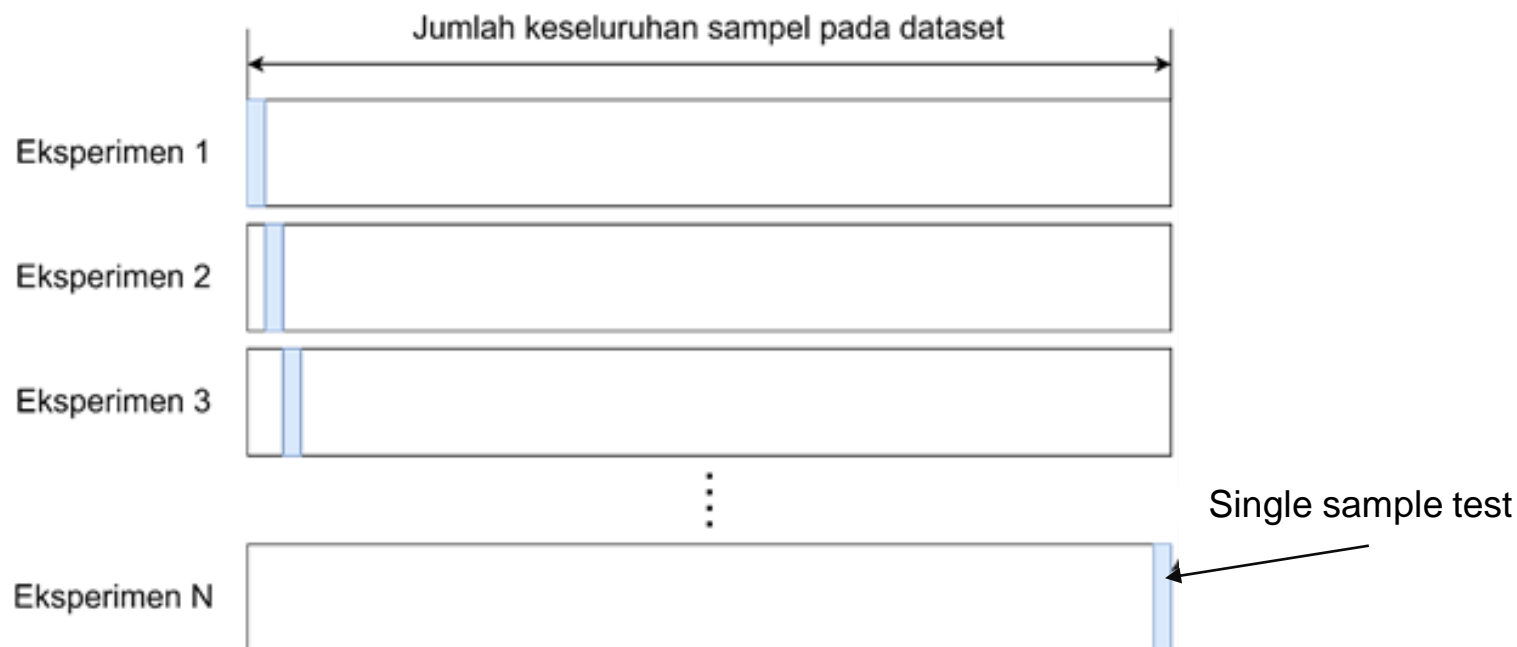 Jumlah keseluruhan sampel pada dataset
Eksperimen 1
Eksperimen 2
Eksperimen 3
Single sample test
Eksperimen N